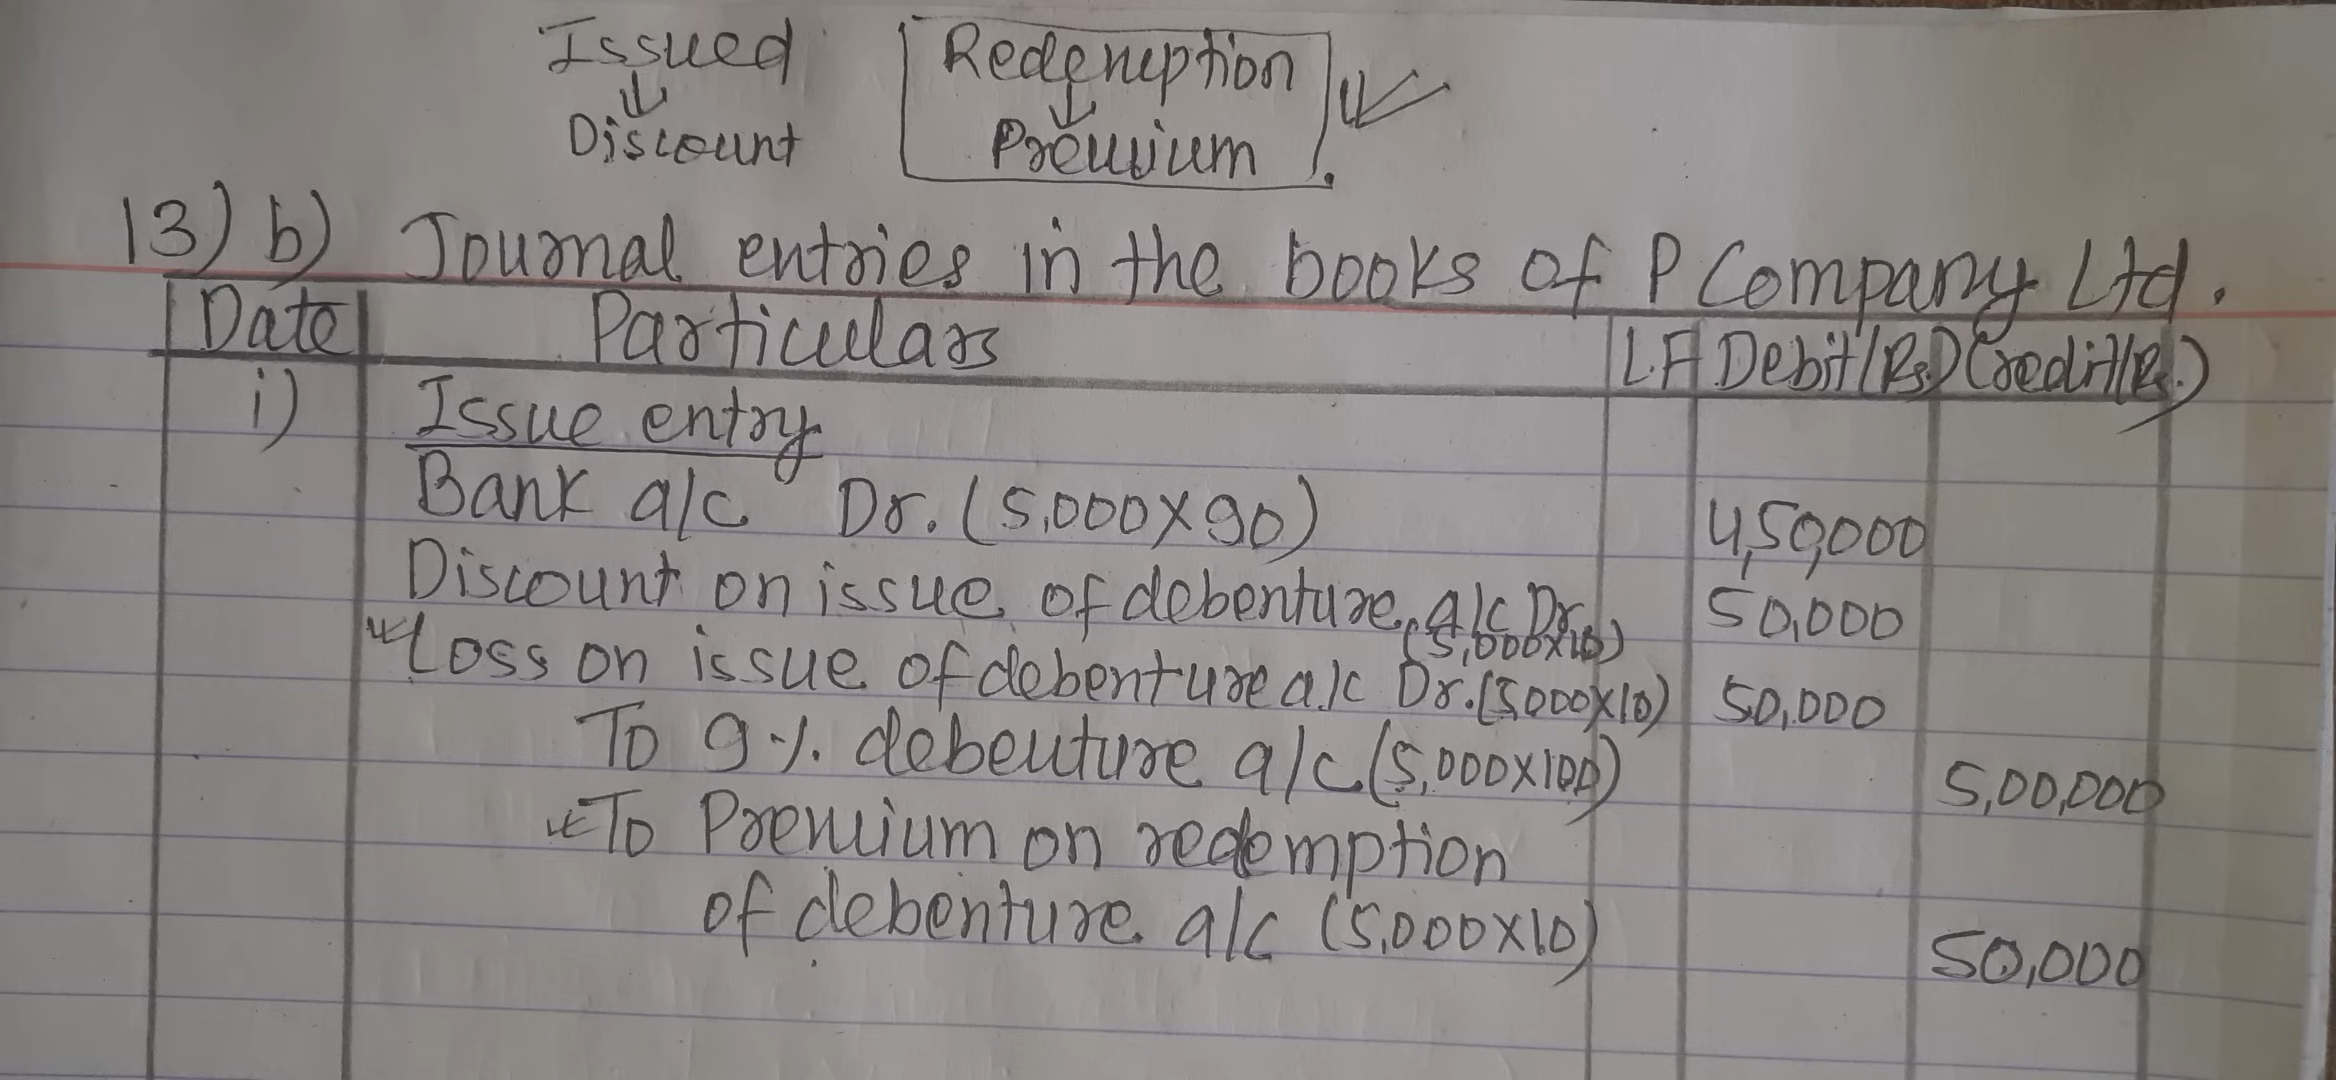 Issued Redemption
Discount Premium
13) b) Journal entries in the books of P Company Ltd.
Date Particulars L.F Debit(Rs.) Credit(Rs.)
i) Issue entry
Bank a/c Dr. (5,000×90) 4,50,000
Discount on issue of debenture a/c Dr. 50,000
(5,000×10)
Loss on issue of debenture a/c Dr. (5000×10) 50,000
To 9% debenture a/c (5,000×100) 5,00,000
To Premium on redemption
of debenture a/c (5,000×10) 50,000